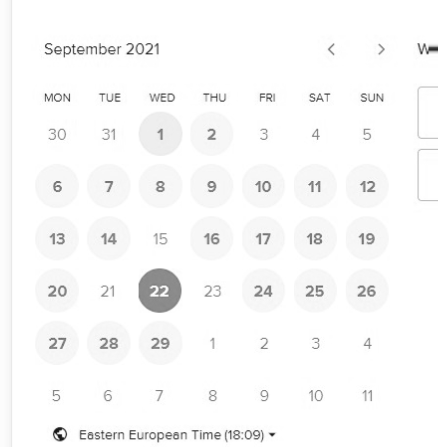 September 2021
MON TUE WED THU FRI SAT SUN
30 31 1 2 3 4 5
6 7 8 9 10 11 12
13 14 15 16 17 18 19
20 21 22 23 24 25 26
27 28 29 1 2 3 4
5 6 7 8 9 10 11
Eastern European Time (18:09)